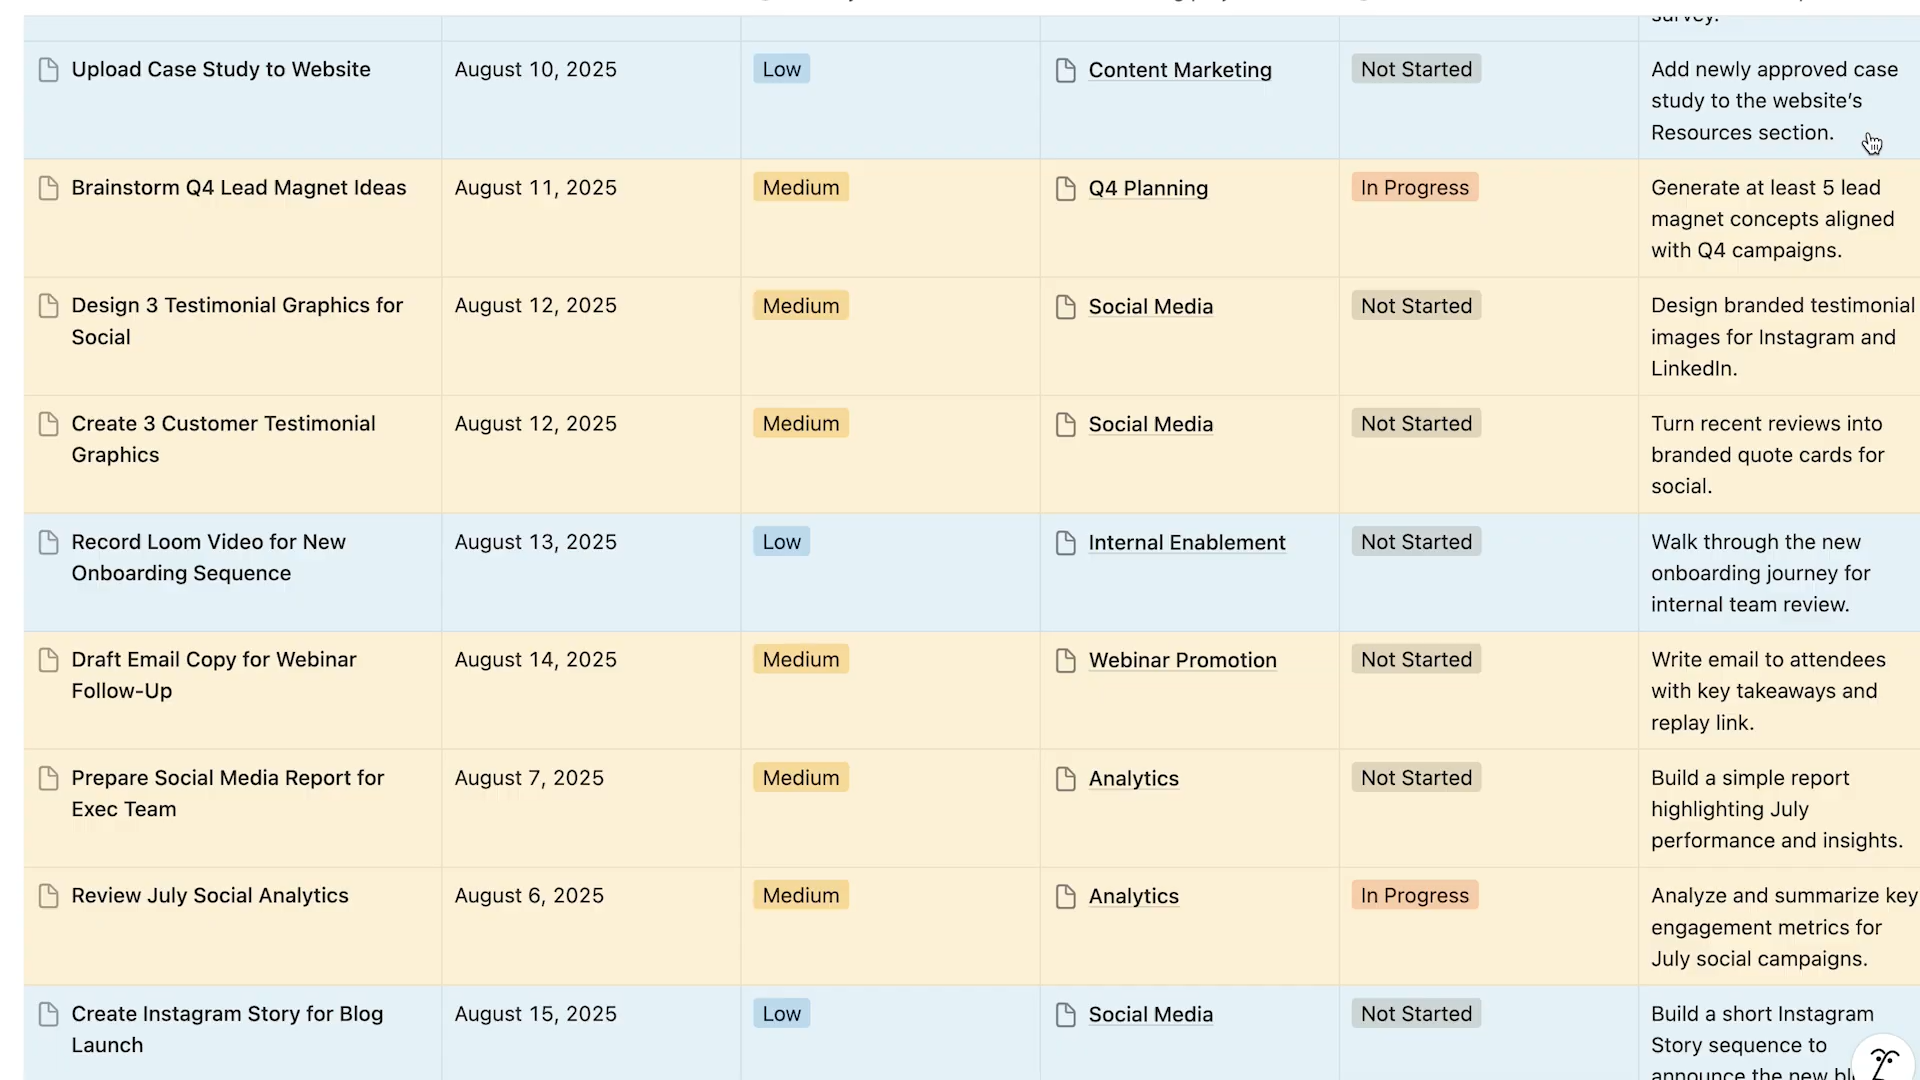 survey.
Upload Case Study to Website
August 10, 2025
Low
Content Marketing
Not Started
Add newly approved case
study to the website’s
Resources section.
Brainstorm Q4 Lead Magnet Ideas
August 11, 2025
Medium
Q4 Planning
In Progress
Generate at least 5 lead
magnet concepts aligned
with Q4 campaigns.
Design 3 Testimonial Graphics for
Social
August 12, 2025
Medium
Social Media
Not Started
Design branded testimonial
images for Instagram and
LinkedIn.
Create 3 Customer Testimonial
Graphics
August 12, 2025
Medium
Social Media
Not Started
Turn recent reviews into
branded quote cards for
social.
Record Loom Video for New
Onboarding Sequence
August 13, 2025
Low
Internal Enablement
Not Started
Walk through the new
onboarding journey for
internal team review.
Draft Email Copy for Webinar
Follow-Up
August 14, 2025
Medium
Webinar Promotion
Not Started
Write email to attendees
with key takeaways and
replay link.
Prepare Social Media Report for
Exec Team
August 7, 2025
Medium
Analytics
Not Started
Build a simple report
highlighting July
performance and insights.
Review July Social Analytics
August 6, 2025
Medium
Analytics
In Progress
Analyze and summarize key
engagement metrics for
July social campaigns.
Create Instagram Story for Blog
Launch
August 15, 2025
Low
Social Media
Not Started
Build a short Instagram
Story sequence to
announce the new